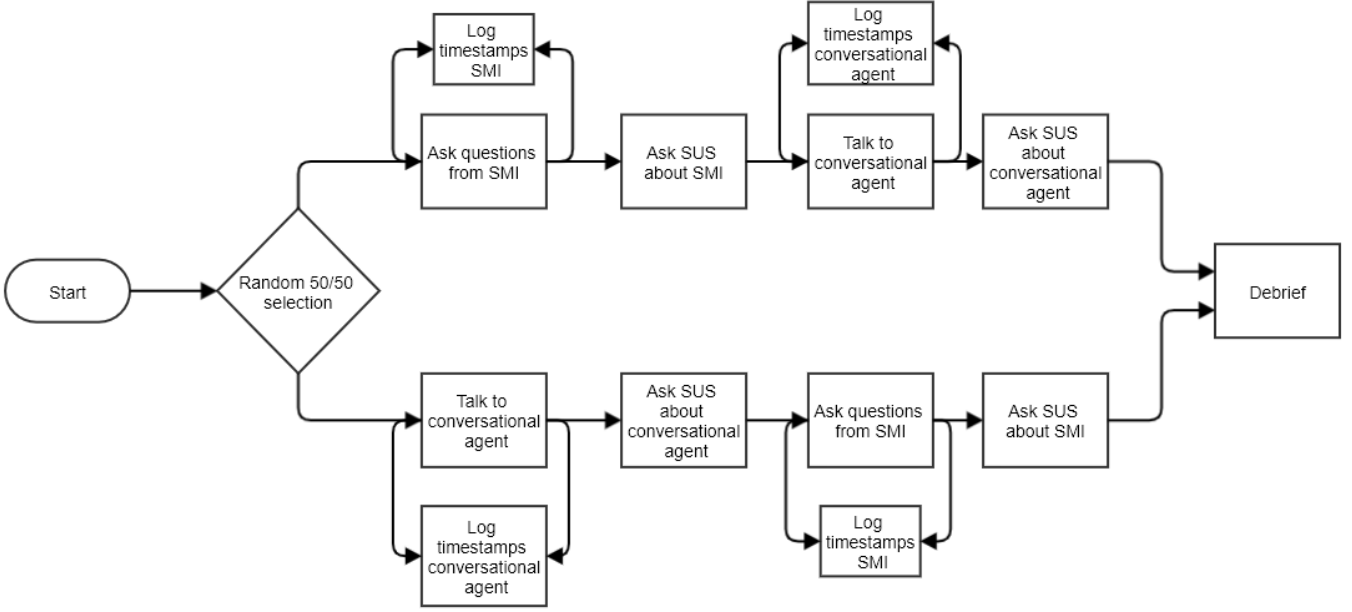 Log
timestamps
SMI
Log
timestamps
conversational
agent
Ask questions
from SMI
Ask SUS
about SMI
Talk to
conversational
agent
Ask SUS
about
conversational
agent
Start
Random 50/50
selection
Debrief
Talk to
conversational
agent
Ask SUS
about
conversational
agent
Ask questions
from SMI
Ask SUS
about SMI
Log
timestamps
conversational
agent
Log
timestamps
SMI